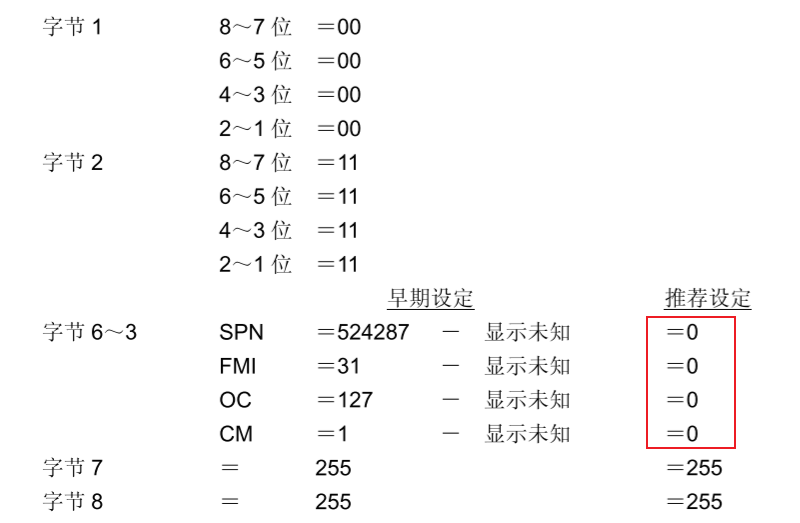 字节 1 8～7 位 ＝00
6～5 位 ＝00
4～3 位 ＝00
2～1 位 ＝00
字节 2 8～7 位 ＝11
6～5 位 ＝11
4～3 位 ＝11
2～1 位 ＝11
早期设定 推荐设定
字节 6～3 SPN ＝524287 － 显示未知 ＝0
FMI ＝31 － 显示未知 ＝0
OC ＝127 － 显示未知 ＝0
CM ＝1 － 显示未知 ＝0
字节 7 ＝ 255 ＝255
字节 8 ＝ 255 ＝255